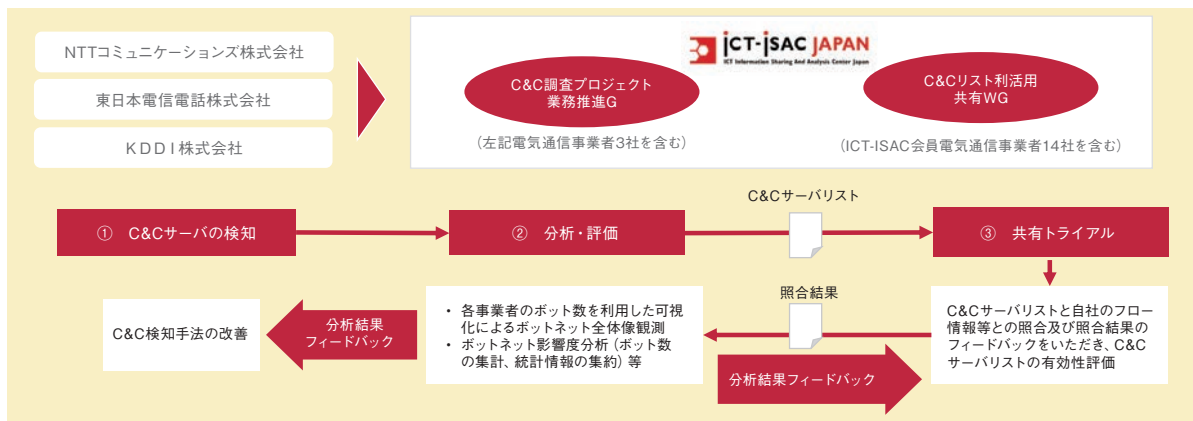 NTTコミュニケーションズ株式会社
東日本電信電話株式会社
KDDI株式会社
ICT-ISAC JAPAN
ICT Information Sharing And Analysis Center Japan
C&C調査プロジェクト
業務推進G
(左記電気通信事業者3社を含む)
C&Cリスト利活用
共有WG
(ICT-ISAC会員電気通信事業者14社を含む)
① C&Cサーバの検知
② 分析・評価
C&Cサーバリスト
③ 共有トライアル
C&C検知手法の改善
分析結果
フィードバック
・ 各事業者のボット数を利用した可視
化によるボットネット全体像観測
・ ボットネット影響度分析(ボット数
の集計、統計情報の集約)等
照合結果
分析結果フィードバック
C&Cサーバリストと自社のフロー
情報等との照合及び照合結果の
フィードバックをいただき、C&C
サーバリストの有効性評価